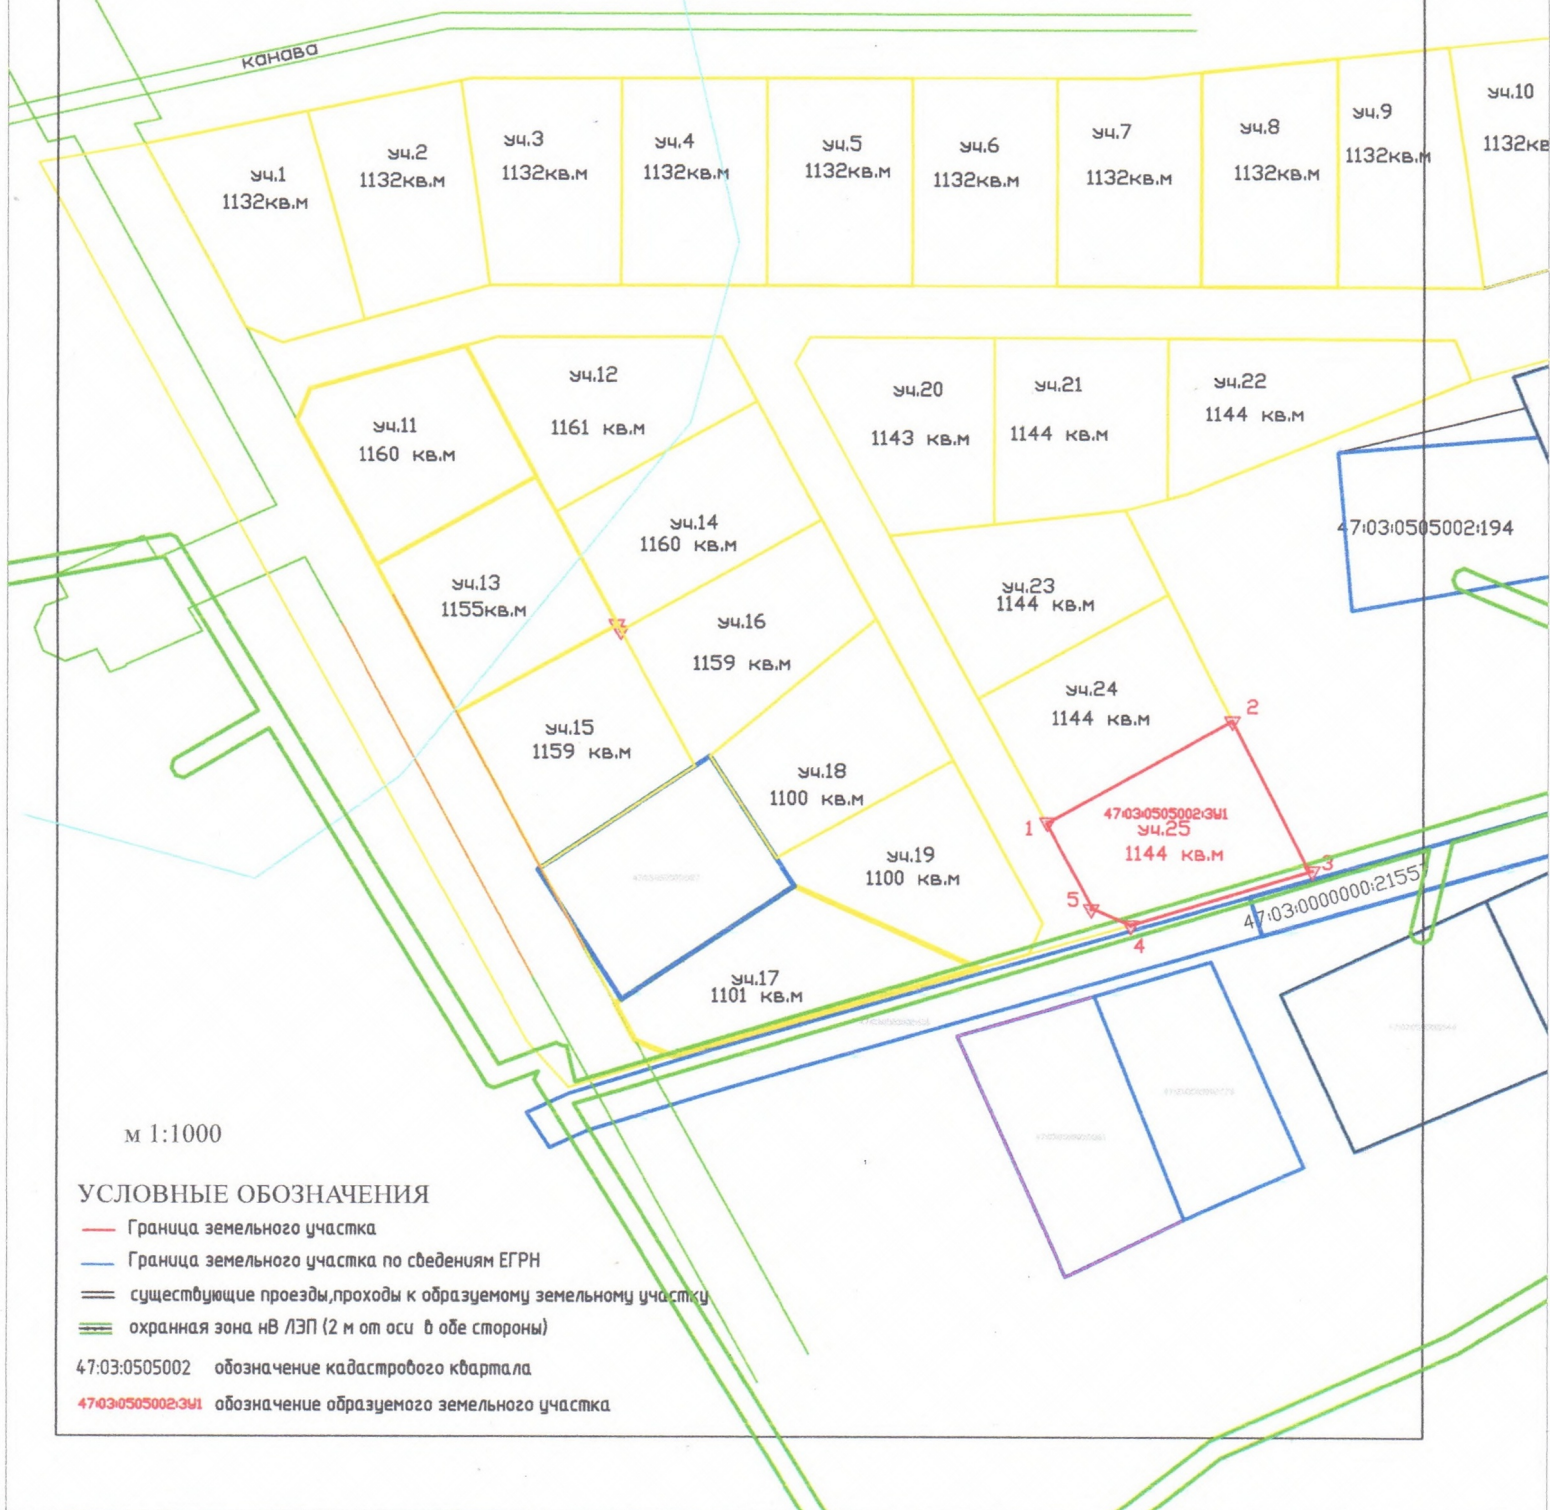 канава
уч.1
1132кв.м
уч.2
1132кв.м
уч.3
1132кв.м
уч.4
1132кв.м
уч.5
1132кв.м
уч.6
1132кв.м
уч.7
1132кв.м
уч.8
1132кв.м
уч.9
1132кв.м
уч.10
1132кв
уч.11
1160 кв.м
уч.12
1161 кв.м
уч.20
1143 кв.м
уч.21
1144 кв.м
уч.22
1144 кв.м
уч.13
1155кв.м
уч.14
1160 кв.м
47:03:0505002:194
уч.23
1144 кв.м
уч.16
1159 кв.м
уч.15
1159 кв.м
уч.24
1144 кв.м
2
уч.18
1100 кв.м
1
47:03:0505002:ЗУ1
уч.25
1144 кв.м
3
уч.19
1100 кв.м
5
4
47:03:0000000:21557
уч.17
1101 кв.м
м 1:1000
УСЛОВНЫЕ ОБОЗНАЧЕНИЯ
Граница земельного участка
Граница земельного участка по сведениям ЕГРН
существующие проезды,проходы к образуемому земельному участку
охранная зона нВ ЛЭП (2 м от оси в обе стороны)
47:03:0505002 обозначение кадастрового квартала
47:03:0505002:ЗУ1 обозначение образуемого земельного участка